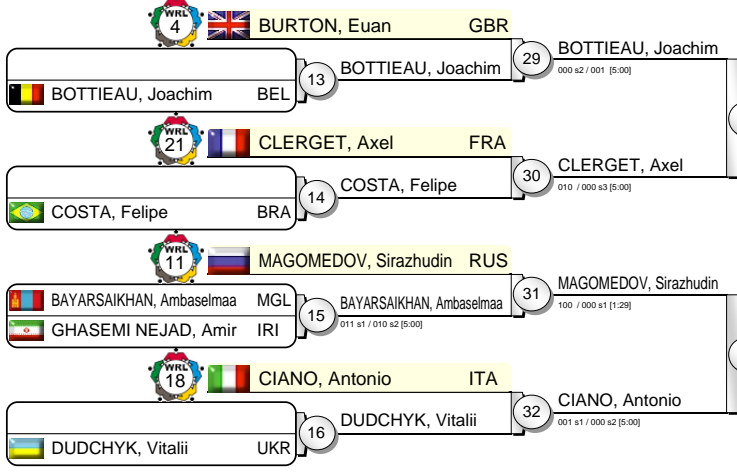 WRL
4
BURTON, Euan GBR
29
BOTTIEAU, Joachim
000 s2 / 001 [5:00]
13
BOTTIEAU, Joachim
BOTTIEAU, Joachim BEL
WRL
21
CLERGET, Axel FRA
30
CLERGET, Axel
010 / 000 s3 [5:00]
14
COSTA, Felipe
COSTA, Felipe BRA
WRL
11
MAGOMEDOV, Sirazhudin RUS
31
MAGOMEDOV, Sirazhudin
100 / 000 s1 [1:29]
BAYARSAIKHAN, Ambaselmaa MGL
15
BAYARSAIKHAN, Ambaselmaa
011 s1 / 010 s2 [5:00]
GHASEMI NEJAD, Amir IRI
WRL
18
CIANO, Antonio ITA
32
CIANO, Antonio
001 s1 / 000 s2 [5:00]
16
DUDCHYK, Vitalii
DUDCHYK, Vitalii UKR